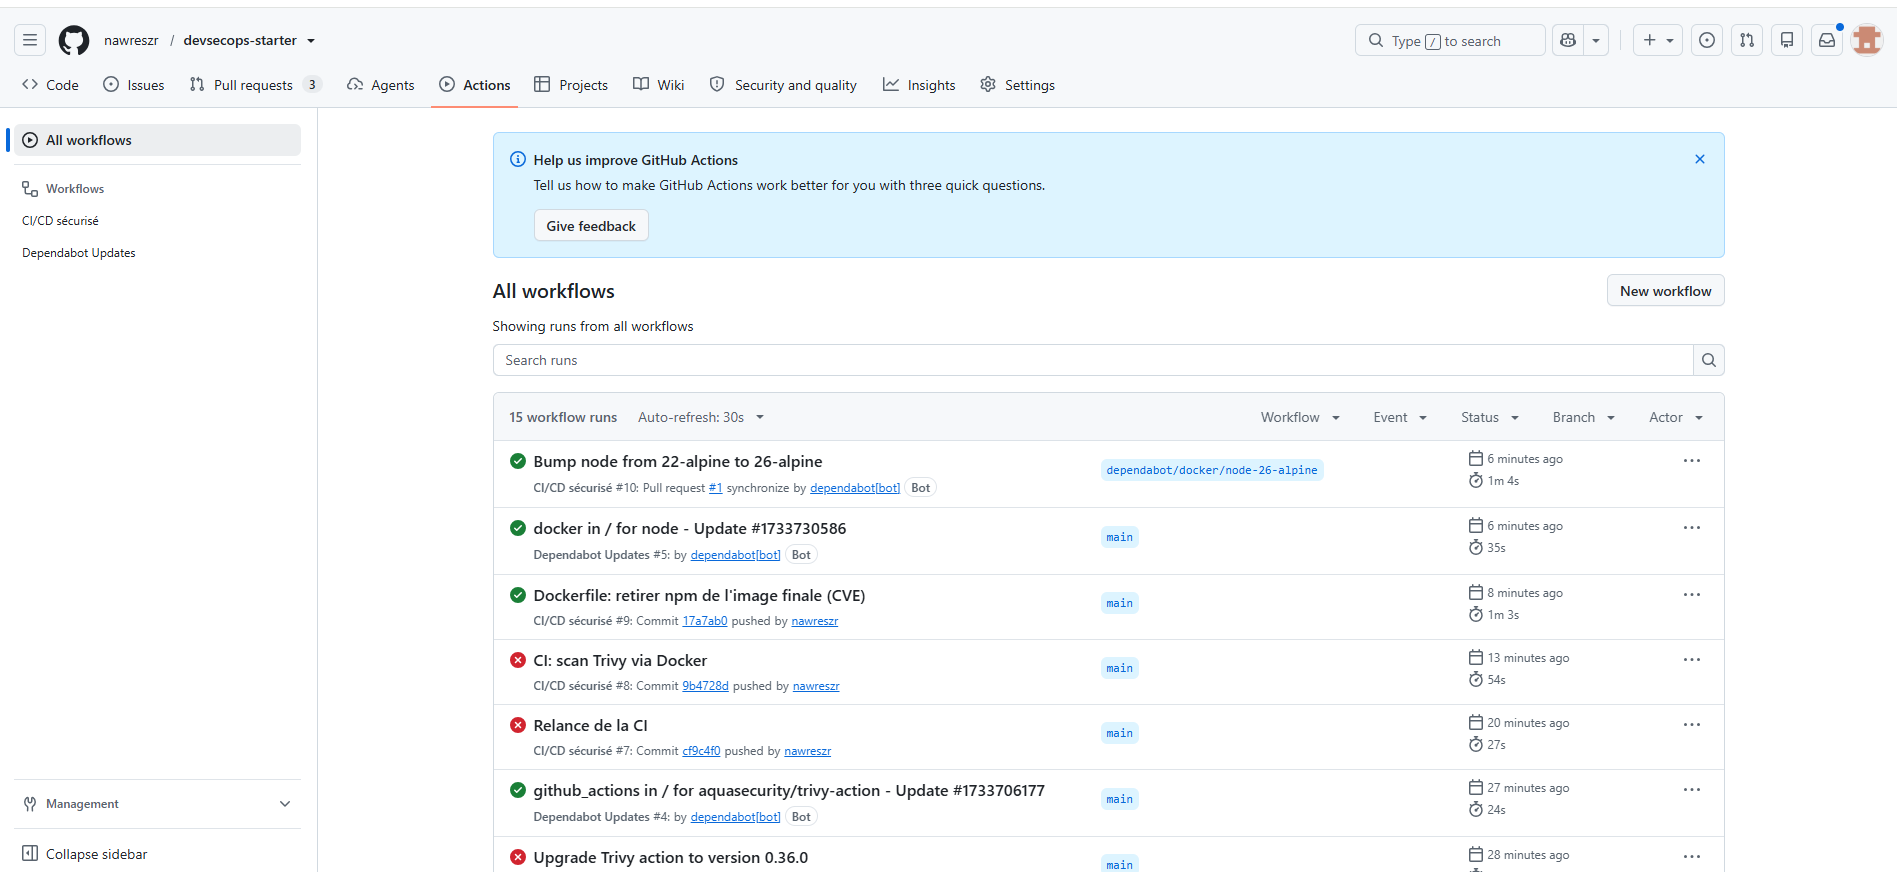 nawreszr / devsecops-starter
Type / to search
Code
Issues
Pull requests 3
Agents
Actions
Projects
Wiki
Security and quality
Insights
Settings
All workflows
Workflows
CI/CD sécurisé
Dependabot Updates
Management
Collapse sidebar
Help us improve GitHub Actions
Tell us how to make GitHub Actions work better for you with three quick questions.
Give feedback
All workflows
New workflow
Showing runs from all workflows
Search runs
15 workflow runs Auto-refresh: 30s Workflow Event Status Branch Actor
Bump node from 22-alpine to 26-alpine
CI/CD sécurisé #10: Pull request #1 synchronize by dependabot[bot] Bot
dependabot/docker/node-26-alpine
6 minutes ago
1m 4s
docker in / for node - Update #1733730586
Dependabot Updates #5: by dependabot[bot] Bot
main
6 minutes ago
35s
Dockerfile: retirer npm de l'image finale (CVE)
CI/CD sécurisé #9: Commit 17a7ab0 pushed by nawreszr
main
8 minutes ago
1m 3s
CI: scan Trivy via Docker
CI/CD sécurisé #8: Commit 9b4728d pushed by nawreszr
main
13 minutes ago
54s
Relance de la CI
CI/CD sécurisé #7: Commit cf9c4f0 pushed by nawreszr
main
20 minutes ago
27s
github_actions in / for aquasecurity/trivy-action - Update #1733706177
Dependabot Updates #4: by dependabot[bot] Bot
main
27 minutes ago
24s
Upgrade Trivy action to version 0.36.0
main
28 minutes ago